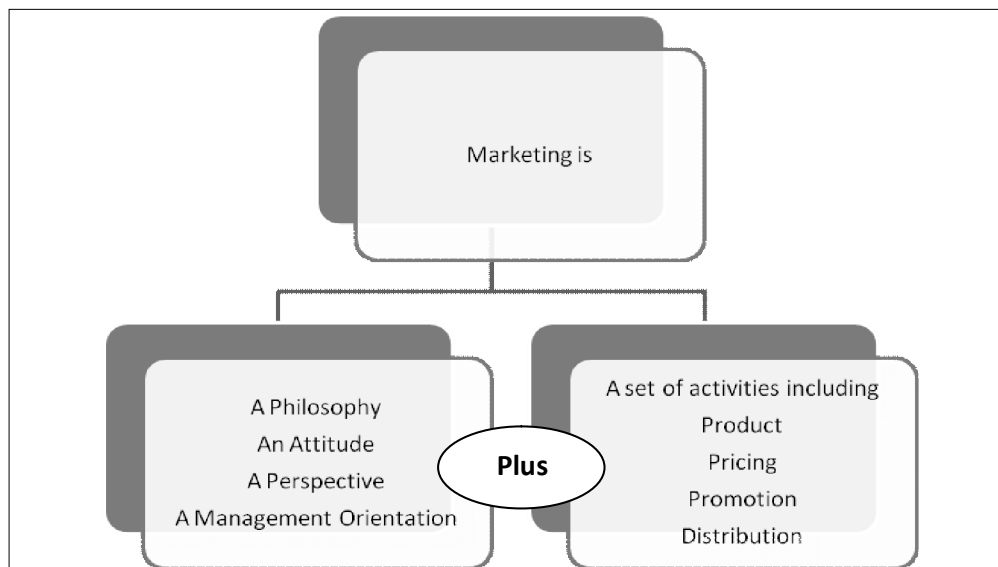 Marketing is
A Philosophy
An Attitude
A Perspective
A Management Orientation
Plus
A set of activities including
Product
Pricing
Promotion
Distribution